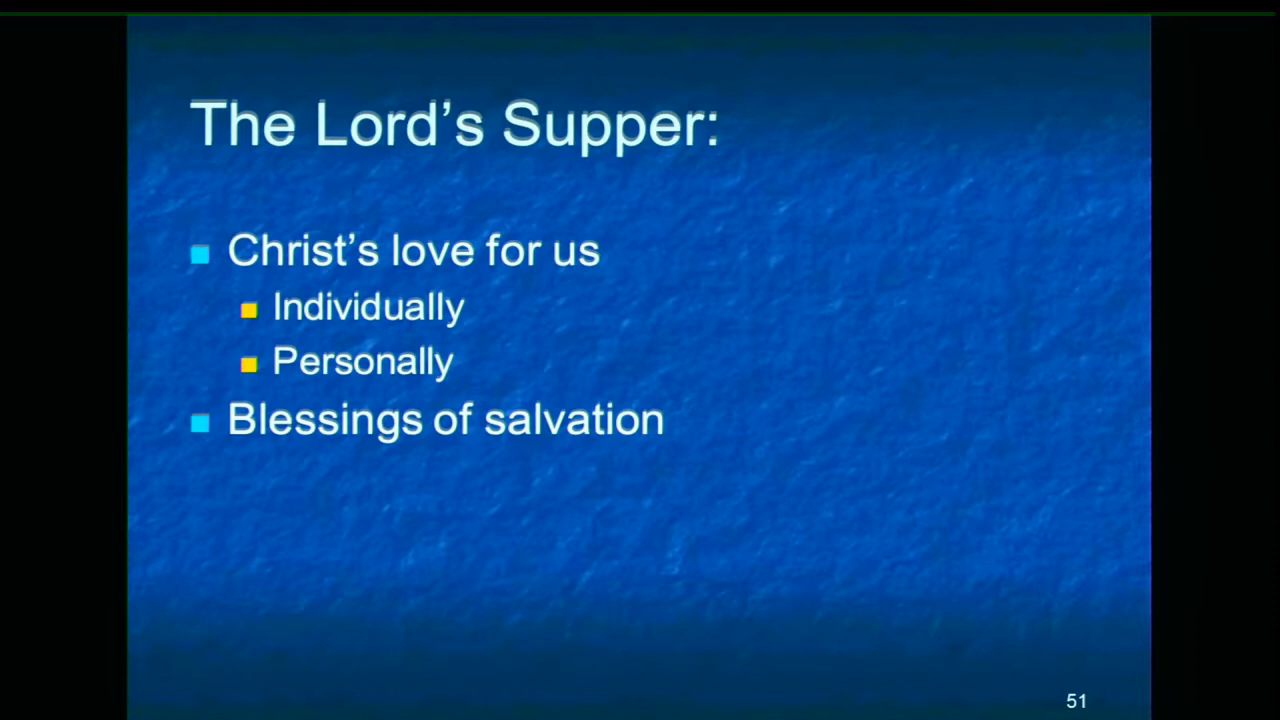 The Lord’s Supper:
Christ’s love for us
Individually
Personally
Blessings of salvation
51